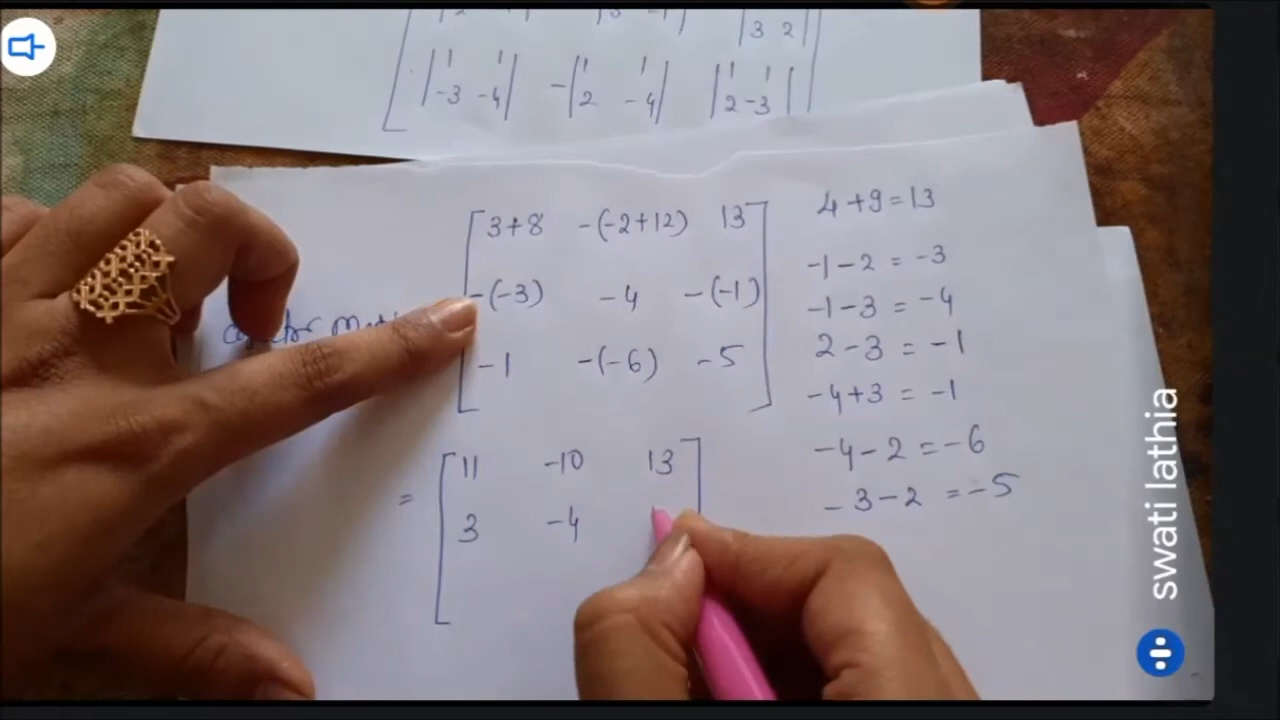 3 2
1 1 1 1 1 1
-3 -4 - 2 -4 2 -3
3+8 -(-2+12) 13
-(-3) -4 -(-1)
-1 -(-6) -5
4+9=13
-1-2 = -3
-1-3 = -4
2-3 = -1
-4+3 = -1
-4-2 = -6
-3-2 = -5
= 11 -10 13
3 -4
swati lathia